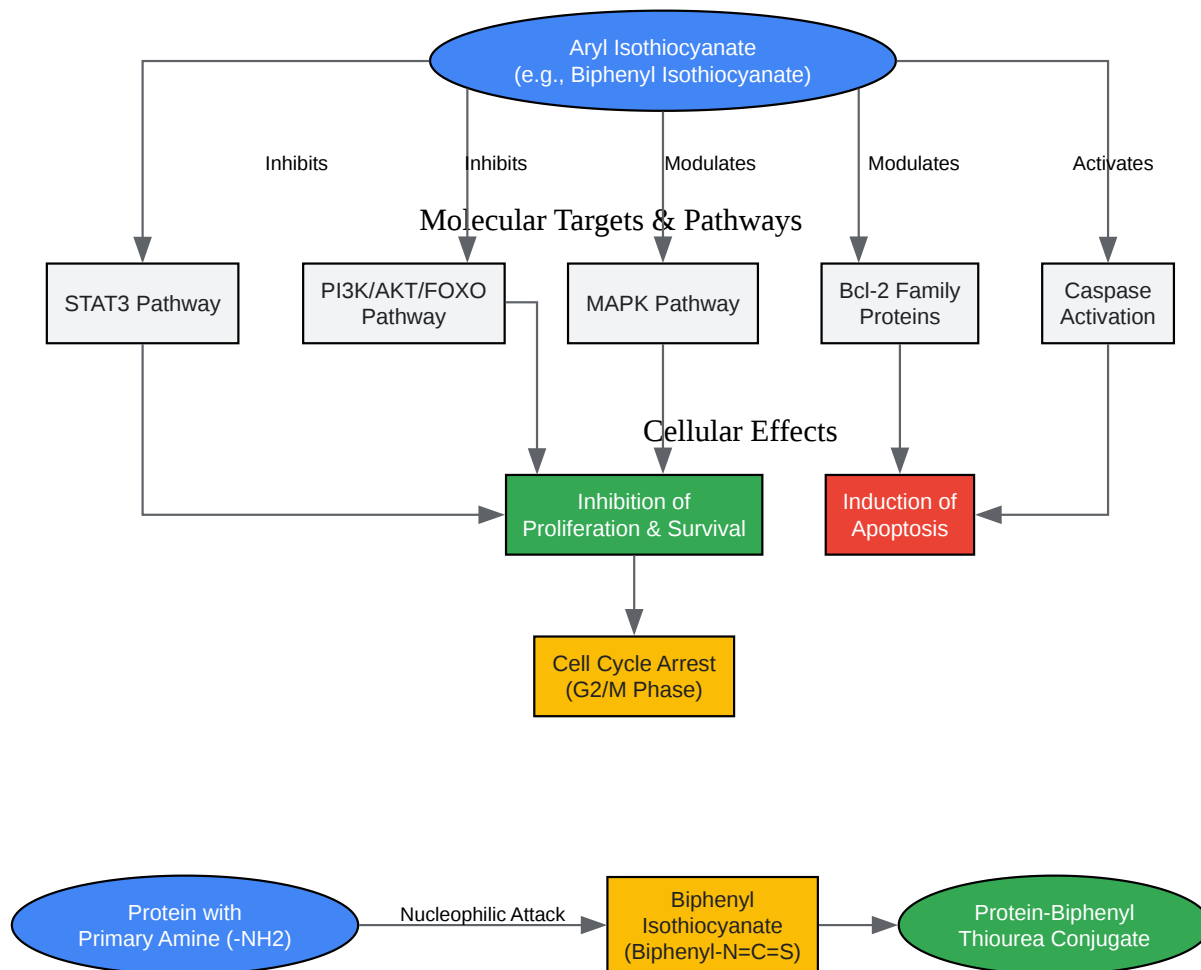 Aryl Isothiocyanate
(e.g., Biphenyl Isothiocyanate)
Inhibits
Inhibits
Modulates
Modulates
Activates
Molecular Targets & Pathways
STAT3 Pathway
PI3K/AKT/FOXO
Pathway
MAPK Pathway
Bcl-2 Family
Proteins
Caspase
Activation
Cellular Effects
Inhibition of
Proliferation & Survival
Induction of
Apoptosis
Cell Cycle Arrest
(G2/M Phase)
Protein with
Primary Amine (-NH2)
Nucleophilic Attack
Biphenyl
Isothiocyanate
(Biphenyl-N=C=S)
Protein-Biphenyl
Thiourea Conjugate